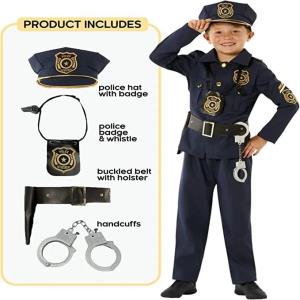 PRODUCT INCLUDES
police hat
with badge
police
badge
& whistle
buckled belt
with holster
handcuffs